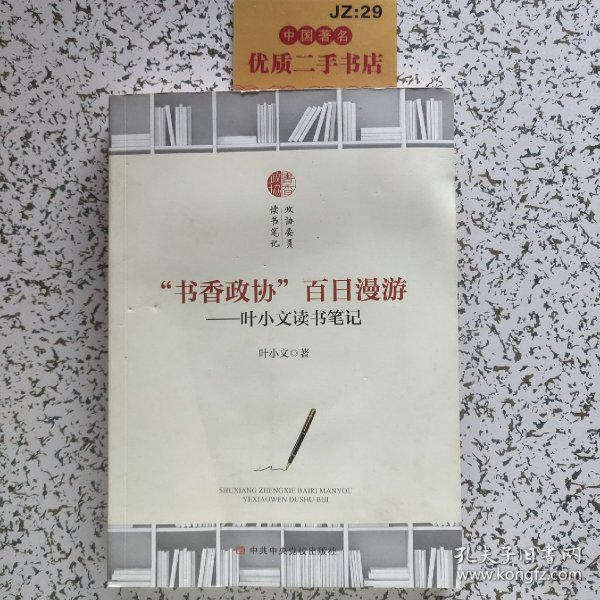 JZ:29
中国著名
优质二手书店
書香
政協
政协委员
读书笔记
“书香政协”百日漫游
——叶小文读书笔记
叶小文◎著
SHUXIANG ZHENGXIE BAIRI MANYOU
YEXIAOWEN DUSHU BIJI
中共中央党校出版社
孔夫子旧书网
www.kongfz.com